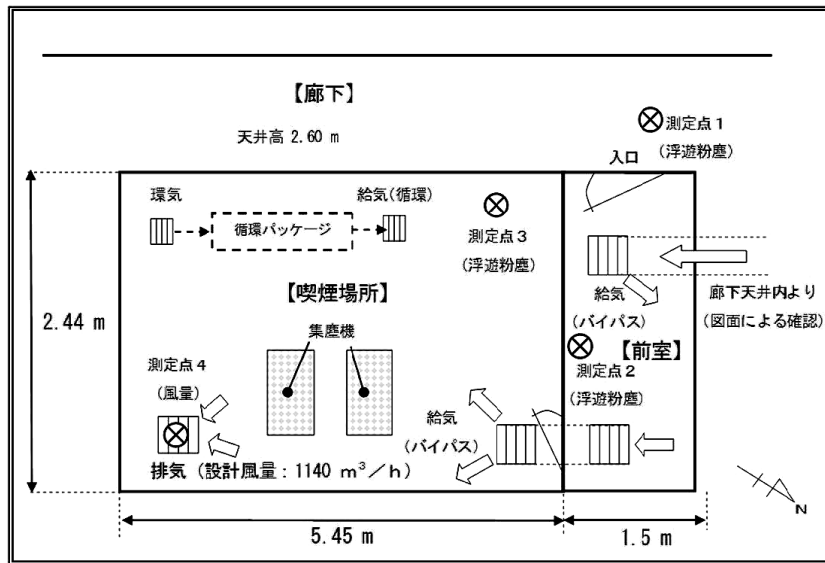 【廊下】
天井高 2.60 m
測定点1
(浮遊粉塵)
入口
環気
給気(循環)
循環パッケージ
測定点3
(浮遊粉塵)
【喫煙場所】
集塵機
給気
(バイパス)
廊下天井内より
(図面による確認)
【前室】
測定点2
(浮遊粉塵)
2.44 m
測定点4
(風量)
給気
(バイパス)
排気(設計風量:1140 m³/h)
N
5.45 m
1.5 m